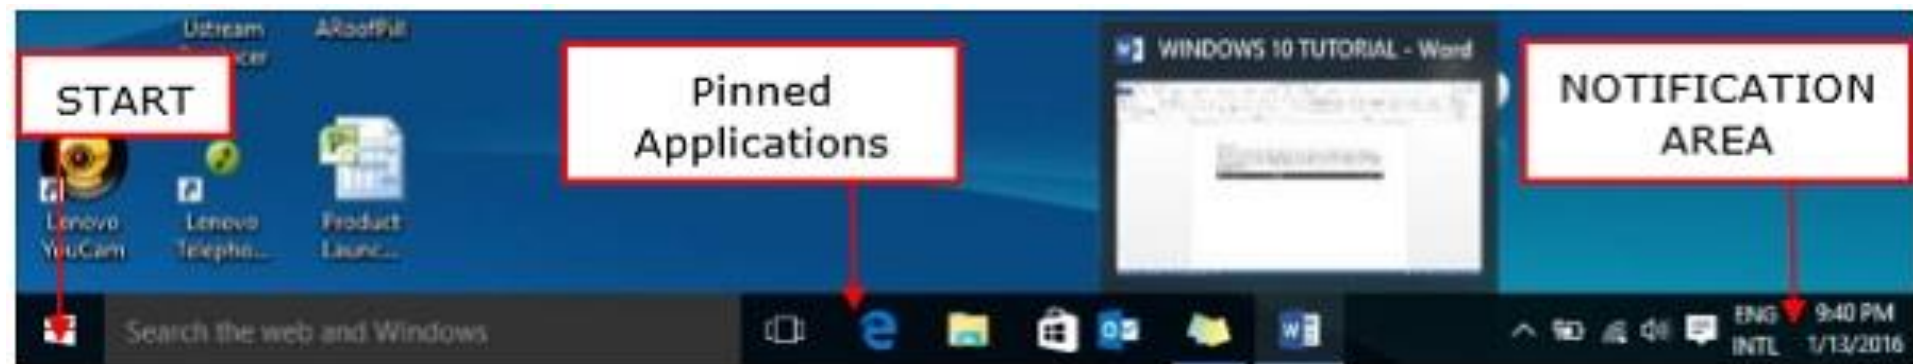 Ustream
ARoofPill
START
Pinned
Applications
WINDOWS 10 TUTORIAL - Word
NOTIFICATION
AREA
Lenovo
YouCam
Lenovo
Telepho...
Product
Launc...
Search the web and Windows
ENG
INTL
9:40 PM
1/13/2016